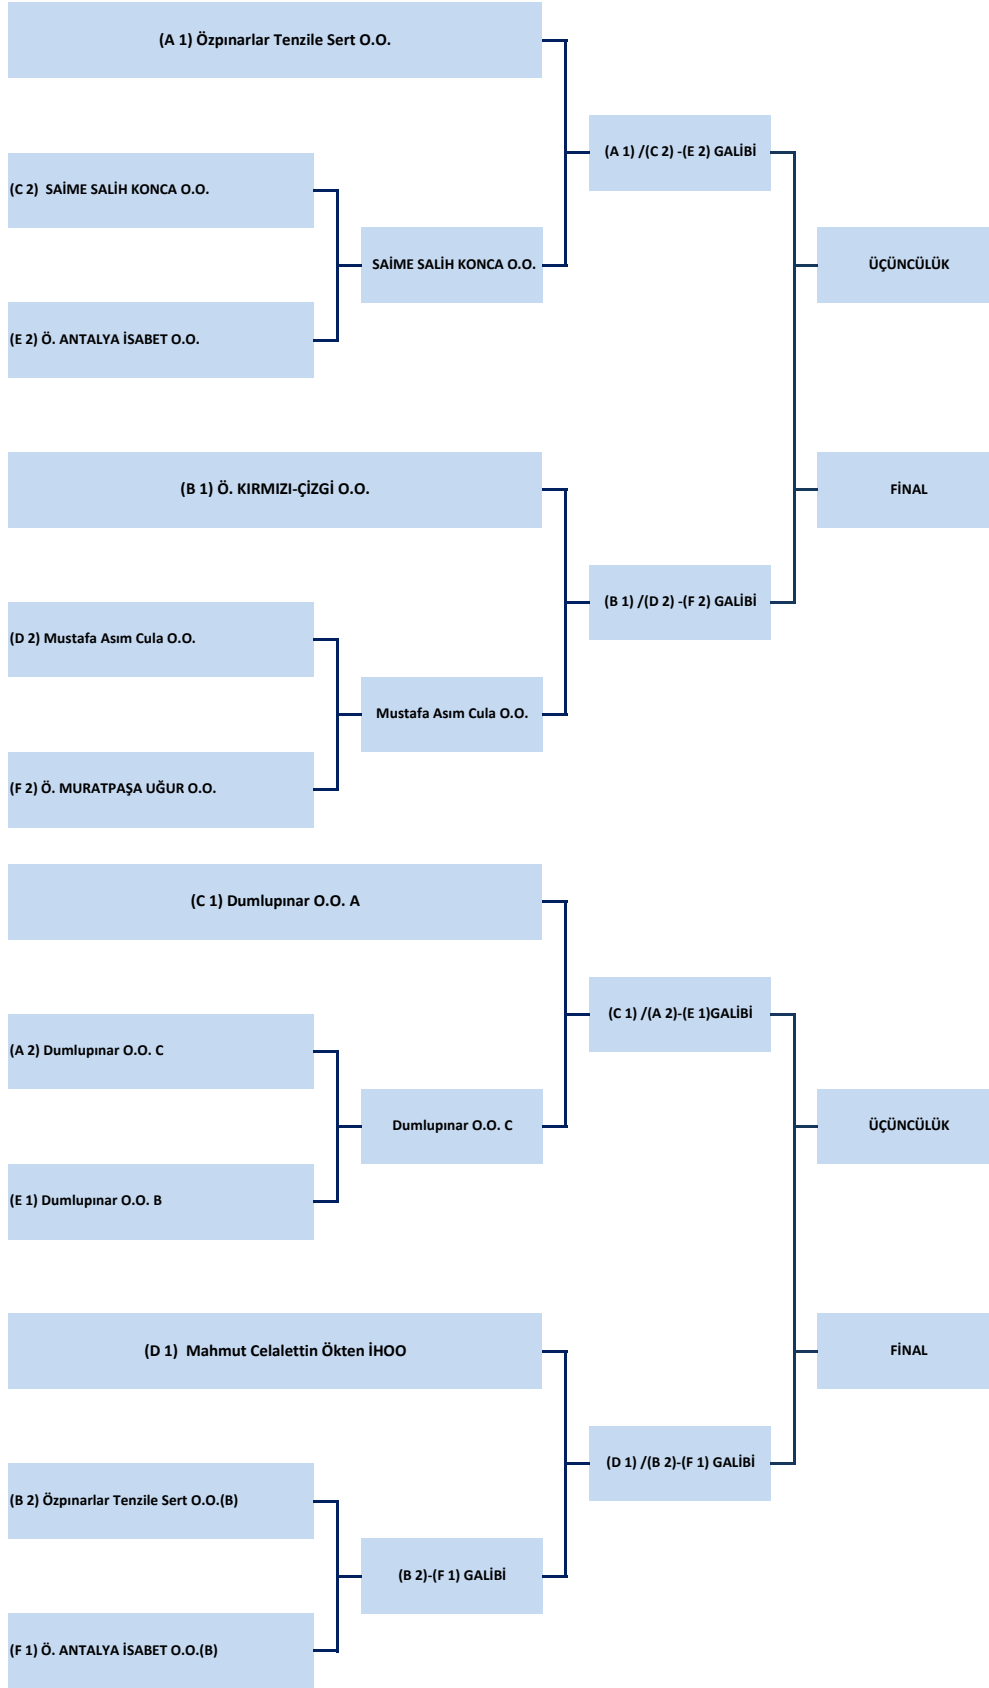 (A 1) Özpınarlar Tenzile Sert O.O.
(A 1) /(C 2) -(E 2) GALİBİ
(C 2)  SAİME SALİH KONCA O.O.
SAİME SALİH KONCA O.O.
ÜÇÜNCÜLÜK
(E 2) Ö. ANTALYA İSABET O.O.
(B 1) Ö. KIRMIZI-ÇİZGİ O.O.
FİNAL
(B 1) /(D 2) -(F 2) GALİBİ
(D 2) Mustafa Asım Cula O.O.
Mustafa Asım Cula O.O.
(F 2) Ö. MURATPAŞA UĞUR O.O.
(C 1) Dumlupınar O.O. A
(C 1) /(A 2)-(E 1)GALİBİ
(A 2) Dumlupınar O.O. C
Dumlupınar O.O. C
ÜÇÜNCÜLÜK
(E 1) Dumlupınar O.O. B
(D 1)  Mahmut Celalettin Ökten İHOO
FİNAL
(D 1) /(B 2)-(F 1) GALİBİ
(B 2) Özpınarlar Tenzile Sert O.O.(B)
(B 2)-(F 1) GALİBİ
(F 1) Ö. ANTALYA İSABET O.O.(B)